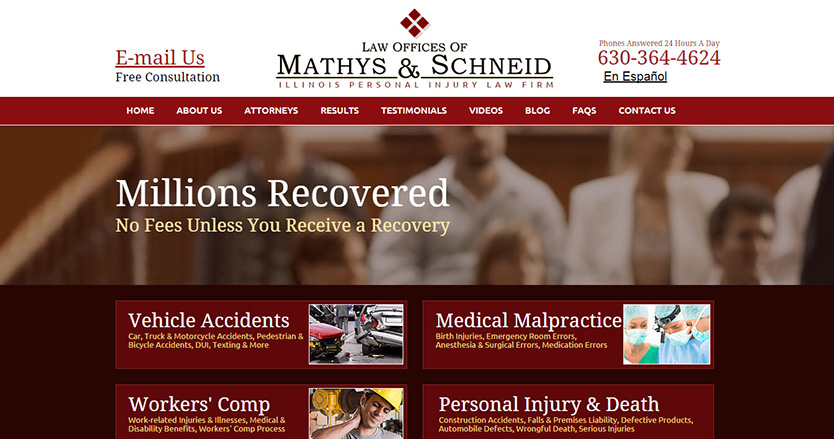 E-mail Us
Free Consultation
LAW OFFICES OF
MATHYS & SCHNEID
ILLINOIS PERSONAL INJURY LAW FIRM
Phones Answered 24 Hours A Day
630-364-4624
En Español
HOME ABOUT US ATTORNEYS RESULTS TESTIMONIALS VIDEOS BLOG FAQS CONTACT US
Millions Recovered
No Fees Unless You Receive a Recovery
Vehicle Accidents
Car, Truck & Motorcycle Accidents, Pedestrian &
Bicycle Accidents, DUI, Texting & More
Medical Malpractice
Birth Injuries, Emergency Room Errors,
Anesthesia & Surgical Errors, Medication Errors
Workers' Comp
Work-related Injuries & Illnesses, Medical &
Disability Benefits, Workers' Comp Process
Personal Injury & Death
Construction Accidents, Falls & Premises Liability, Defective Products,
Automobile Defects, Wrongful Death, Serious Injuries